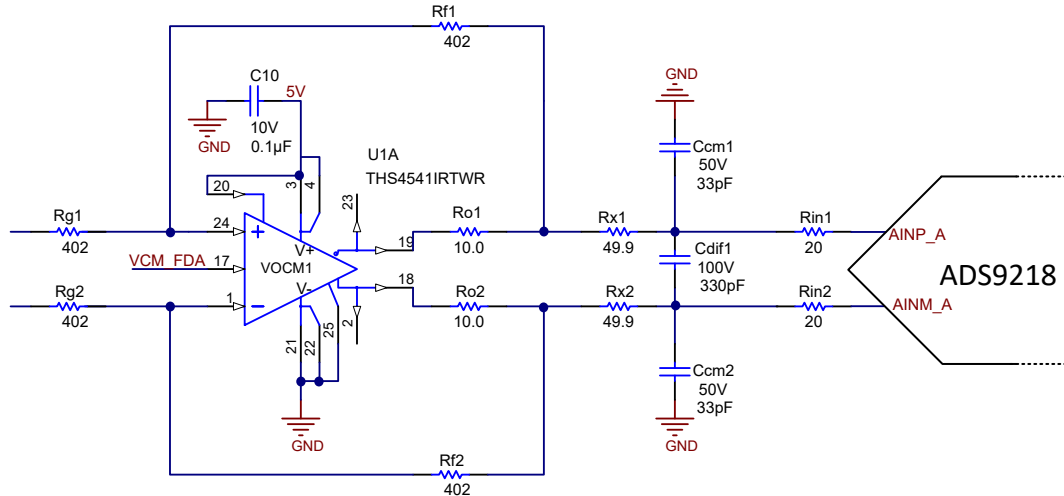 Rf1
402
GND
C10
5V
10V
0.1µF
GND
U1A
THS4541IRTWR
Ccm1
50V
33pF
20
3
4
23
Rg1
402
24
+
V+
19
Ro1
10.0
Rx1
49.9
Cdif1
100V
330pF
Rin1
20
AINP_A
VCM_FDA
17
VOCM1
ADS9218
Rg2
402
1
−
V-
18
Ro2
10.0
Rx2
49.9
Rin2
20
AINM_A
21
22
25
2
Ccm2
50V
33pF
GND
GND
Rf2
402